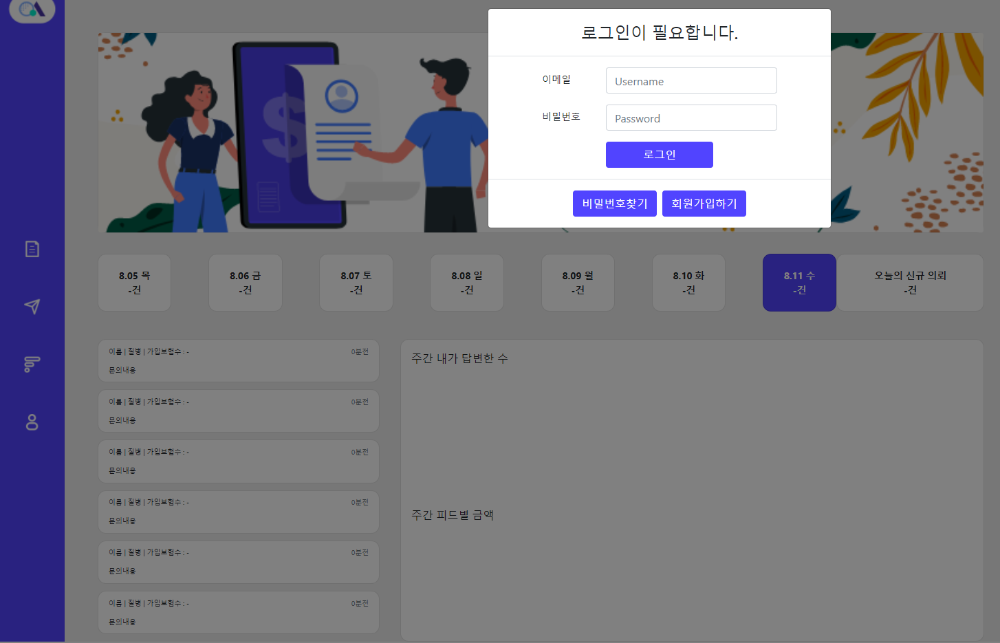 로그인이 필요합니다.
이메일
Username
비밀번호
Password
로그인
비밀번호찾기
회원가입하기
8.05 목
-건
8.06 금
-건
8.07 토
-건
8.08 일
-건
8.09 월
-건
8.10 화
-건
8.11 수
-건
오늘의 신규 의뢰
-건
이름 | 질병 | 가입보험수 : -
0분전
문의내용
이름 | 질병 | 가입보험수 : -
0분전
문의내용
이름 | 질병 | 가입보험수 : -
0분전
문의내용
이름 | 질병 | 가입보험수 : -
0분전
문의내용
이름 | 질병 | 가입보험수 : -
0분전
문의내용
이름 | 질병 | 가입보험수 : -
0분전
문의내용
주간 내가 답변한 수
주간 피드별 금액